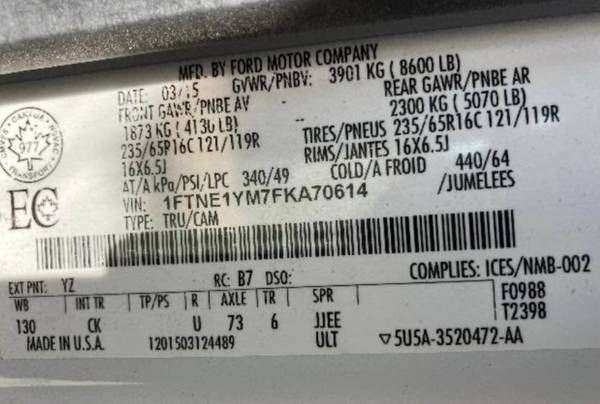 MFD. BY FORD MOTOR COMPANY
DATE: 03/15 GVWR/PNBV: 3901 KG ( 8600 LB)
FRONT GAWR/PNBE AV REAR GAWR/PNBE AR
1873 KG ( 4130 LB) 2300 KG ( 5070 LB)
235/65R16C 121/119R TIRES/PNEUS 235/65R16C 121/119R
16X6.5J RIMS/JANTES 16X6.5J
AT/A kPa/PSI/LPC 340/49 COLD/A FROID 440/64
VIN: 1FTNE1YM7FKA70614 /JUMELEES
TYPE: TRU/CAM
CANADA
977
TRANSPORT
EC
COMPLIES: ICES/NMB-002
EXT PNT: YZ RC: B7 DSO:
WB INT TR TP/PS R AXLE TR SPR F0988
130 CK U 73 6 JJEE T2398
MADE IN U.S.A. 1201503124489 ULT ▽5U5A-3520472-AA